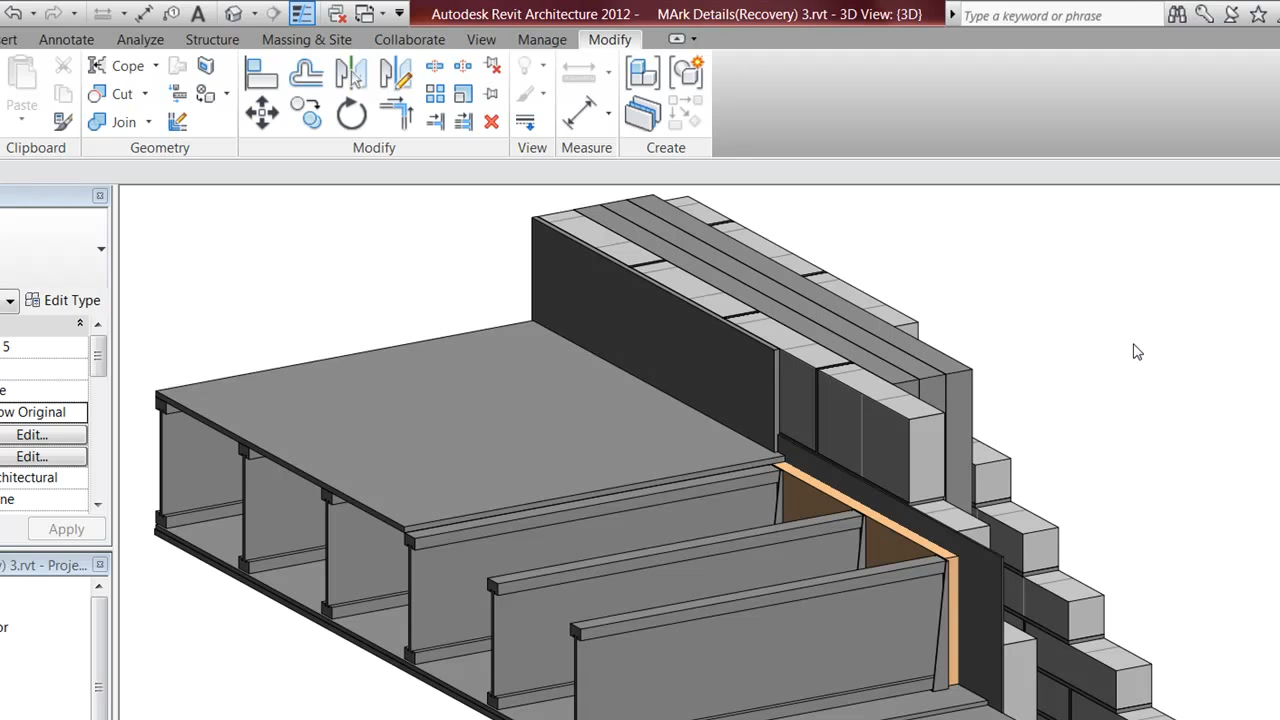 Autodesk Revit Architecture 2012 - MArk Details(Recovery) 3.rvt - 3D View: {3D}
Type a keyword or phrase
ert Annotate Analyze Structure Massing & Site Collaborate View Manage Modify
Paste
Cope
Cut
Join
Clipboard Geometry Modify View Measure Create
Edit Type
5
e
ow Original
Edit...
Edit...
chitectural
ne
Apply
y) 3.rvt - Proje...
or